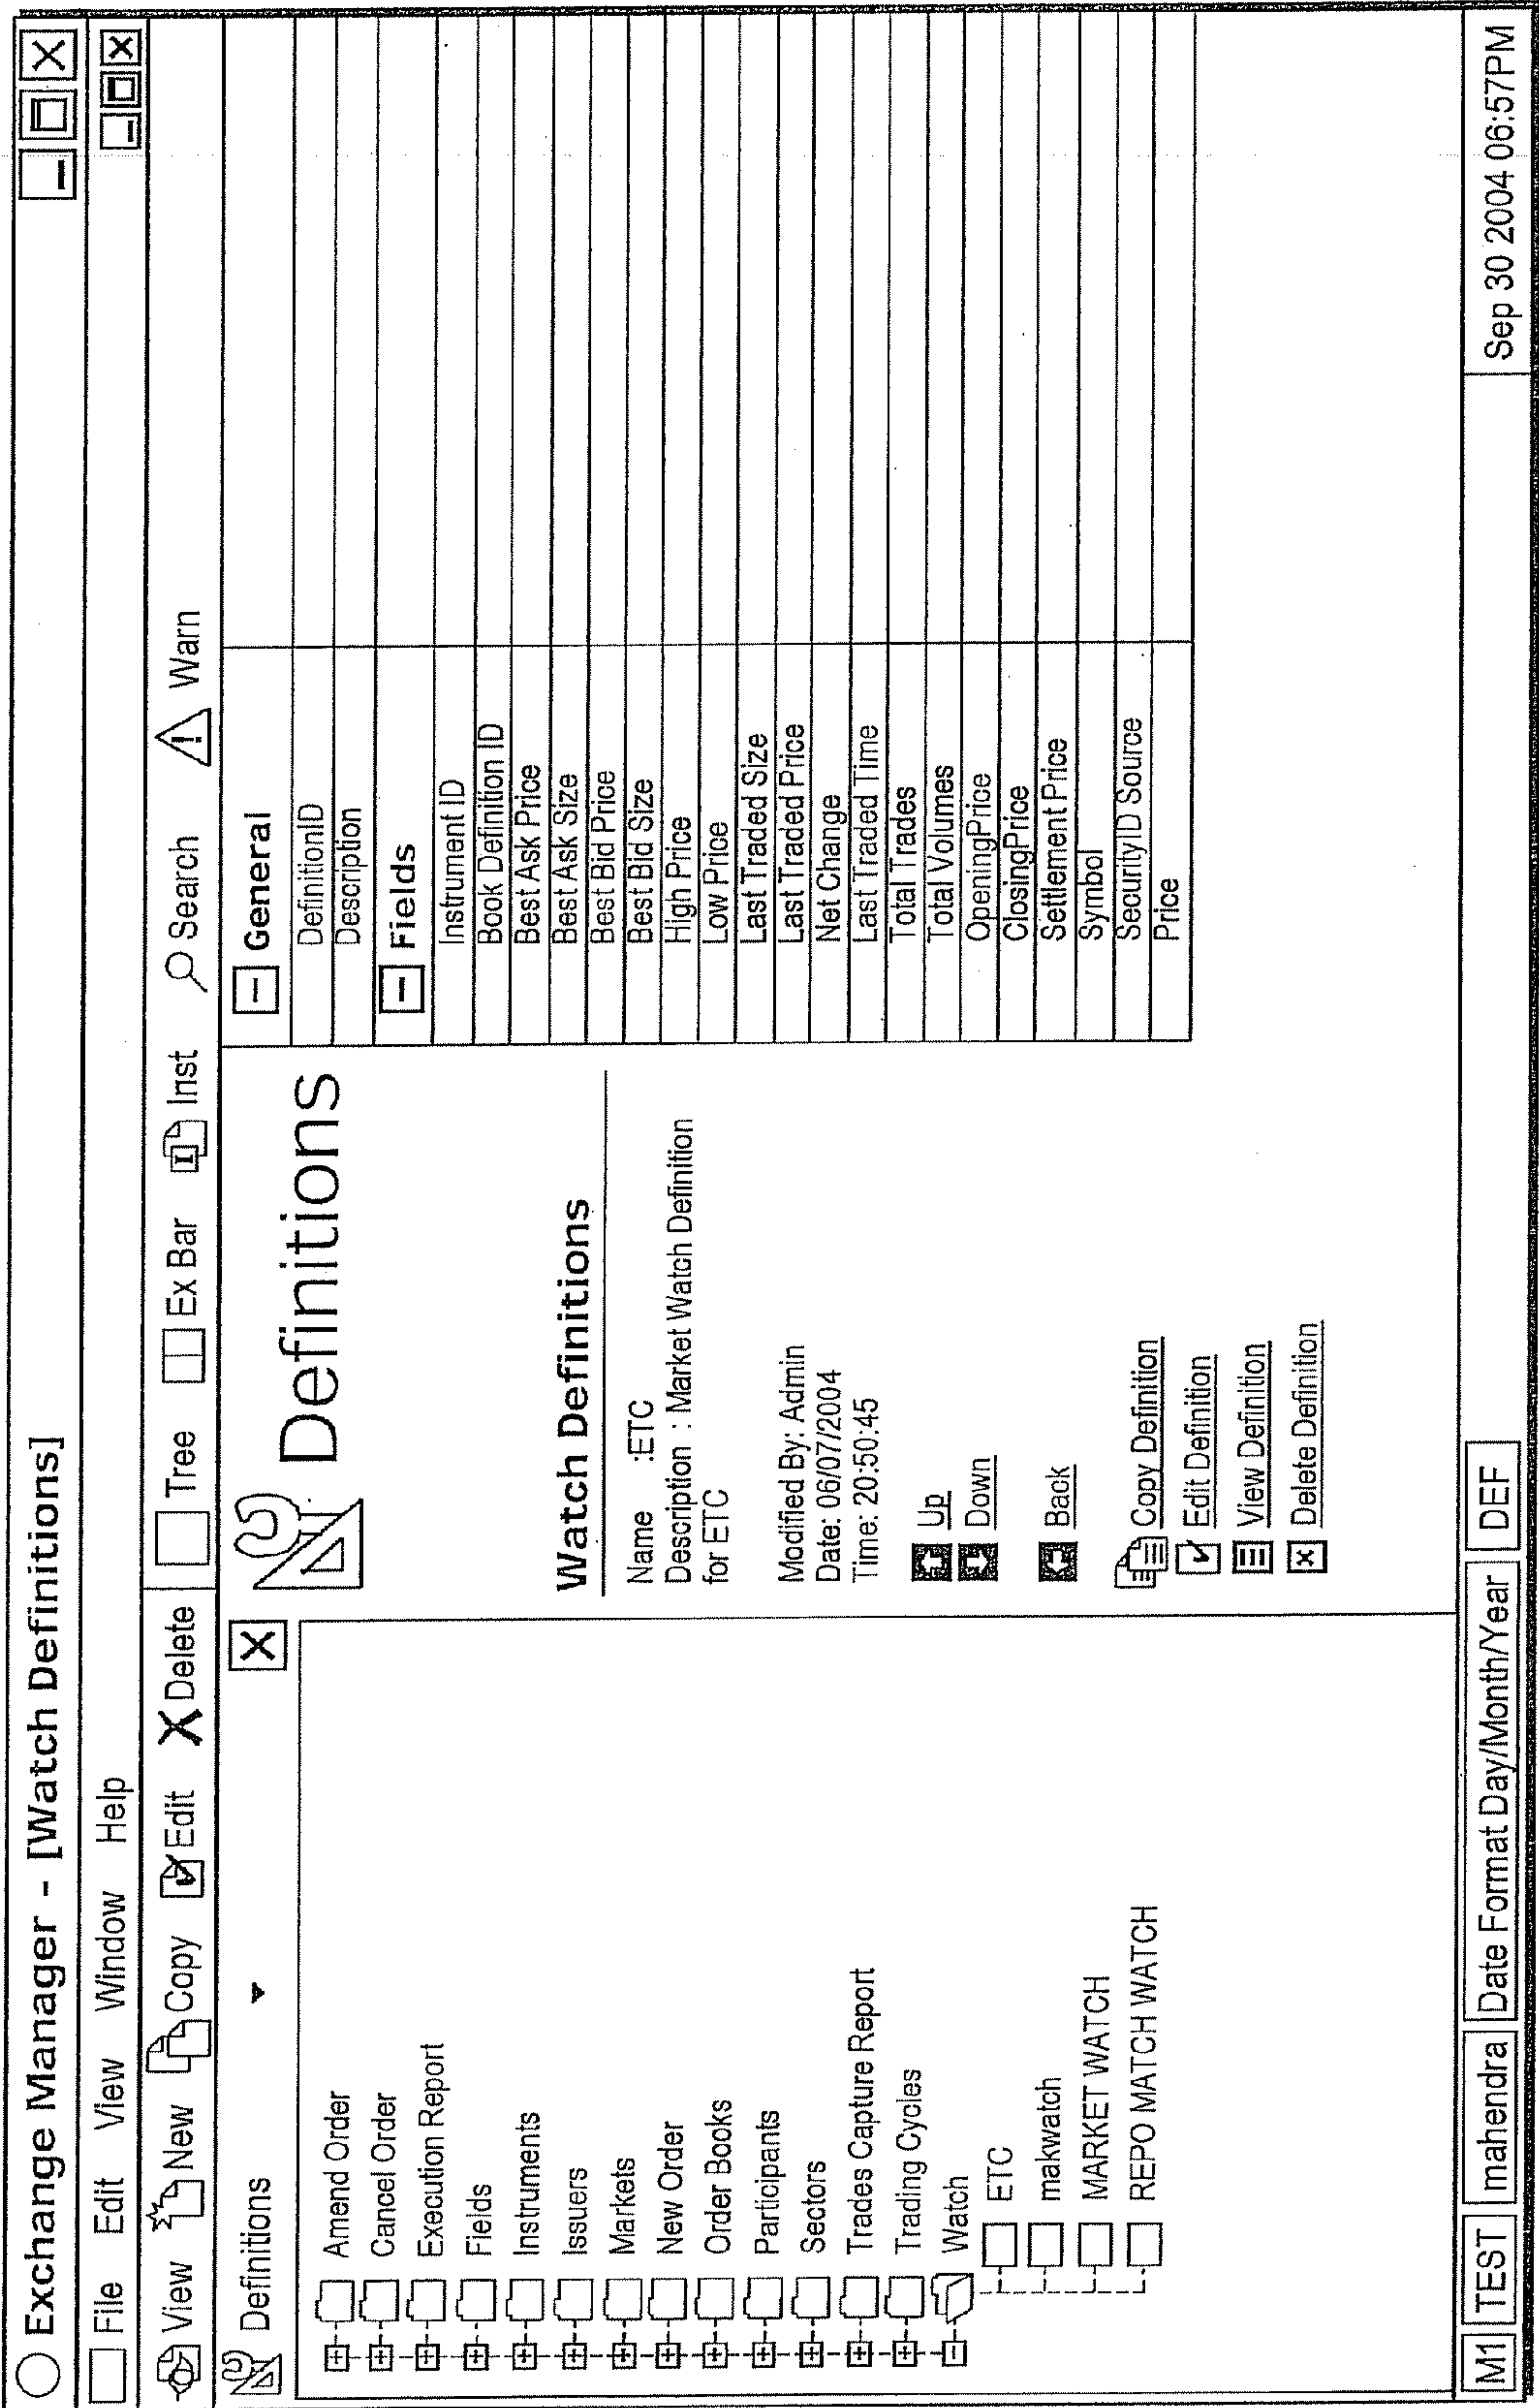 Exchange Manager - [Watch Definitions]
File Edit View Window Help
View New Copy Edit Delete Tree Ex Bar Inst Search Warn
Definitions
Amend Order
Cancel Order
Execution Report
Fields
Instruments
Issuers
Markets
New Order
Order Books
Participants
Sectors
Trades Capture Report
Trading Cycles
Watch
ETC
makwatch
MARKET WATCH
REPO MATCH WATCH
Definitions
Watch Definitions
Name :ETC
Description : Market Watch Definition
for ETC
Modified By: Admin
Date: 06/07/2004
Time: 20:50:45
Up
Down
Back
Copy Definition
Edit Definition
View Definition
Delete Definition
General
DefinitionID
Description
Fields
Instrument ID
Book Definition ID
Best Ask Price
Best Ask Size
Best Bid Price
Best Bid Size
High Price
Low Price
Last Traded Size
Last Traded Price
Net Change
Last Traded Time
Total Trades
Total Volumes
OpeningPrice
ClosingPrice
Settlement Price
Symbol
SecurityID Source
Price
M1 TEST mahendra Date Format Day/Month/Year DEF Sep 30 2004 06:57PM